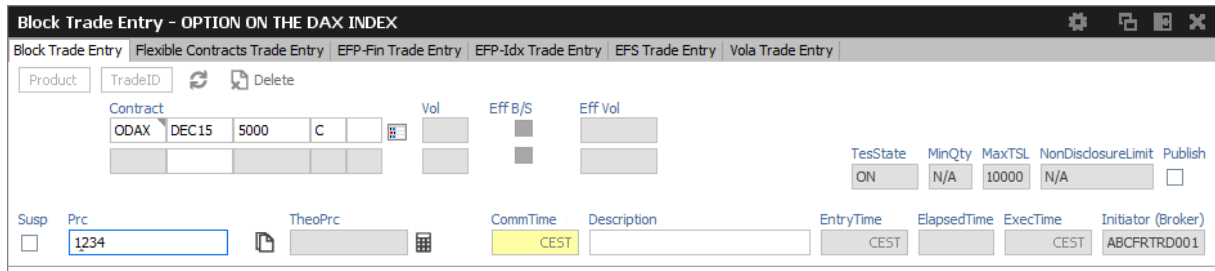 Block Trade Entry - OPTION ON THE DAX INDEX
Block Trade Entry Flexible Contracts Trade Entry EFP-Fin Trade Entry EFP-Idx Trade Entry EFS Trade Entry Vola Trade Entry
Product TradeID Delete
Contract Vol Eff B/S Eff Vol
ODAX DEC15 5000 C
TesState MinQty MaxTSL NonDisclosureLimit Publish
ON N/A 10000 N/A
Susp Prc TheoPrc CommTime Description EntryTime ElapsedTime ExecTime Initiator (Broker)
1234 CEST CEST CEST ABCFRTRD001